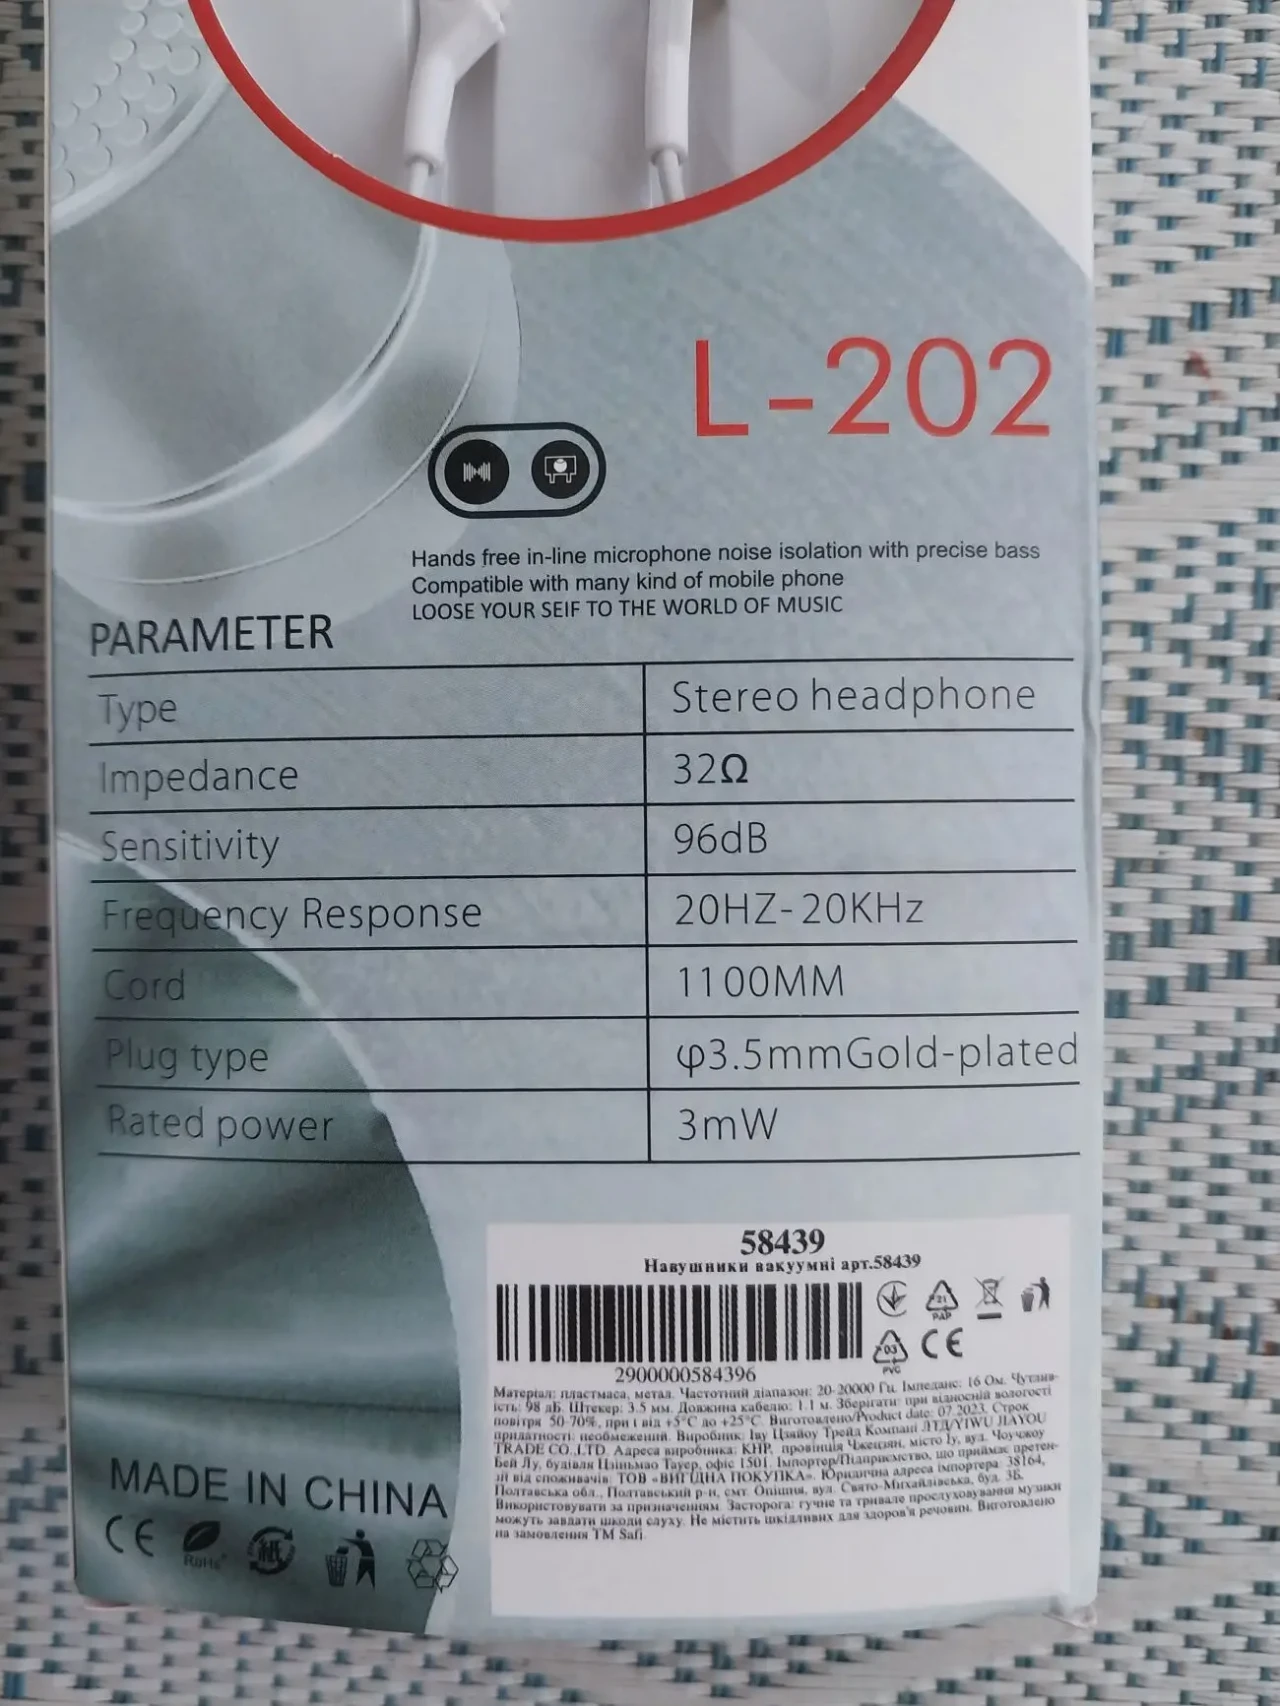 L-202
Hands free in-line microphone noise isolation with precise bass
Compatible with many kind of mobile phone
LOOSE YOUR SEIF TO THE WORLD OF MUSIC
PARAMETER
Type Stereo headphone
Impedance 32Ω
Sensitivity 96dB
Frequency Response 20HZ-20KHz
Cord 1100MM
Plug type φ3.5mmGold-plated
Rated power 3mW
58439
Навушники вакуумні арт.58439
21
PAP
03
PVC
CE
2900000584396
Матеріал: пластмаса, метал. Частотний діапазон: 20-20000 Гц. Імпеданс: 16 Ом. Чутлив-
ість: 98 дБ. Штекер: 3.5 мм. Довжина кабелю: 1.1 м. Зберігати: при відносній вологості
повітря 50-70%, при t від +5°C до +25°C. Виготовлено/Product date: 07.2023. Строк
придатності: необмежений. Виробник: Іву Цзяйоу Трейд Компані ЛТД/YIWU JIAYOU
TRADE CO.,LTD. Адреса виробника: КНР, провінція Чжецзян, місто Іу, вул. Чоучжоу
Бей Лу, будівля Цзіньмао Тауер, офіс 1501. Імпортер/Підприємство, що приймає претен-
зії від споживачів: ТОВ «ВИГІДНА ПОКУПКА». Юридична адреса імпортера: 38164,
Полтавська обл., Полтавський р-н, смт. Опішня, вул. Свято-Михайлівська, буд. 3Б.
Використовувати за призначенням. Засторога: гучне та тривале прослуховування музики
можуть завдати шкоди слуху. Не містить шкідливих для здоров'я речовин. Виготовлено
на замовлення ТМ Safi.
MADE IN CHINA
CE
RoHS
紙